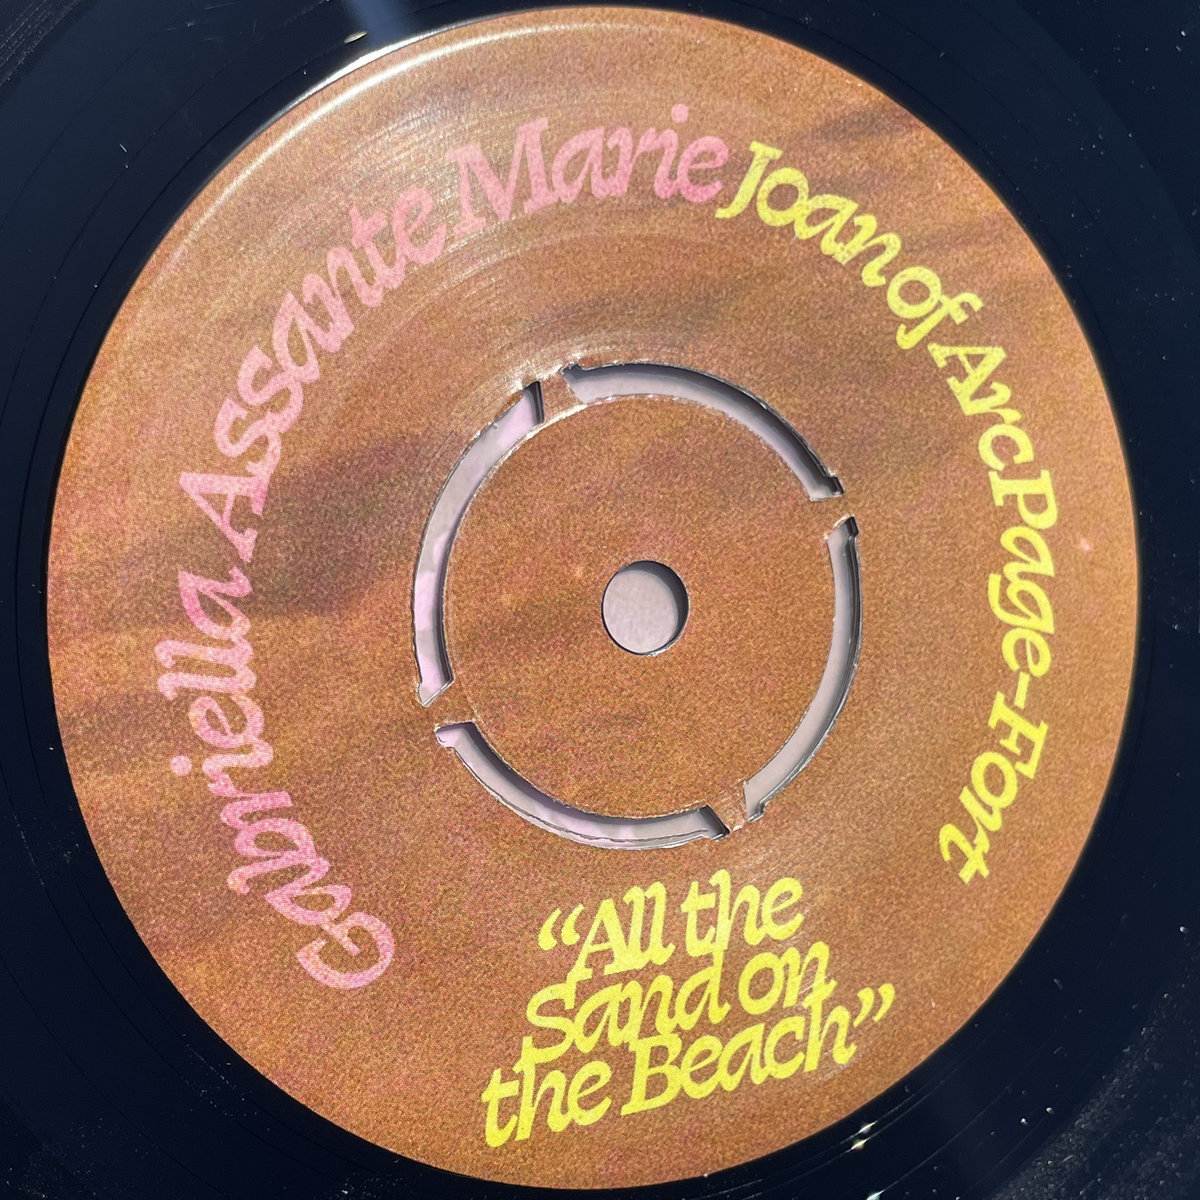 Gabriella Assante Marie Joan of Arc Page-Fort
“All the
Sand on
the Beach”